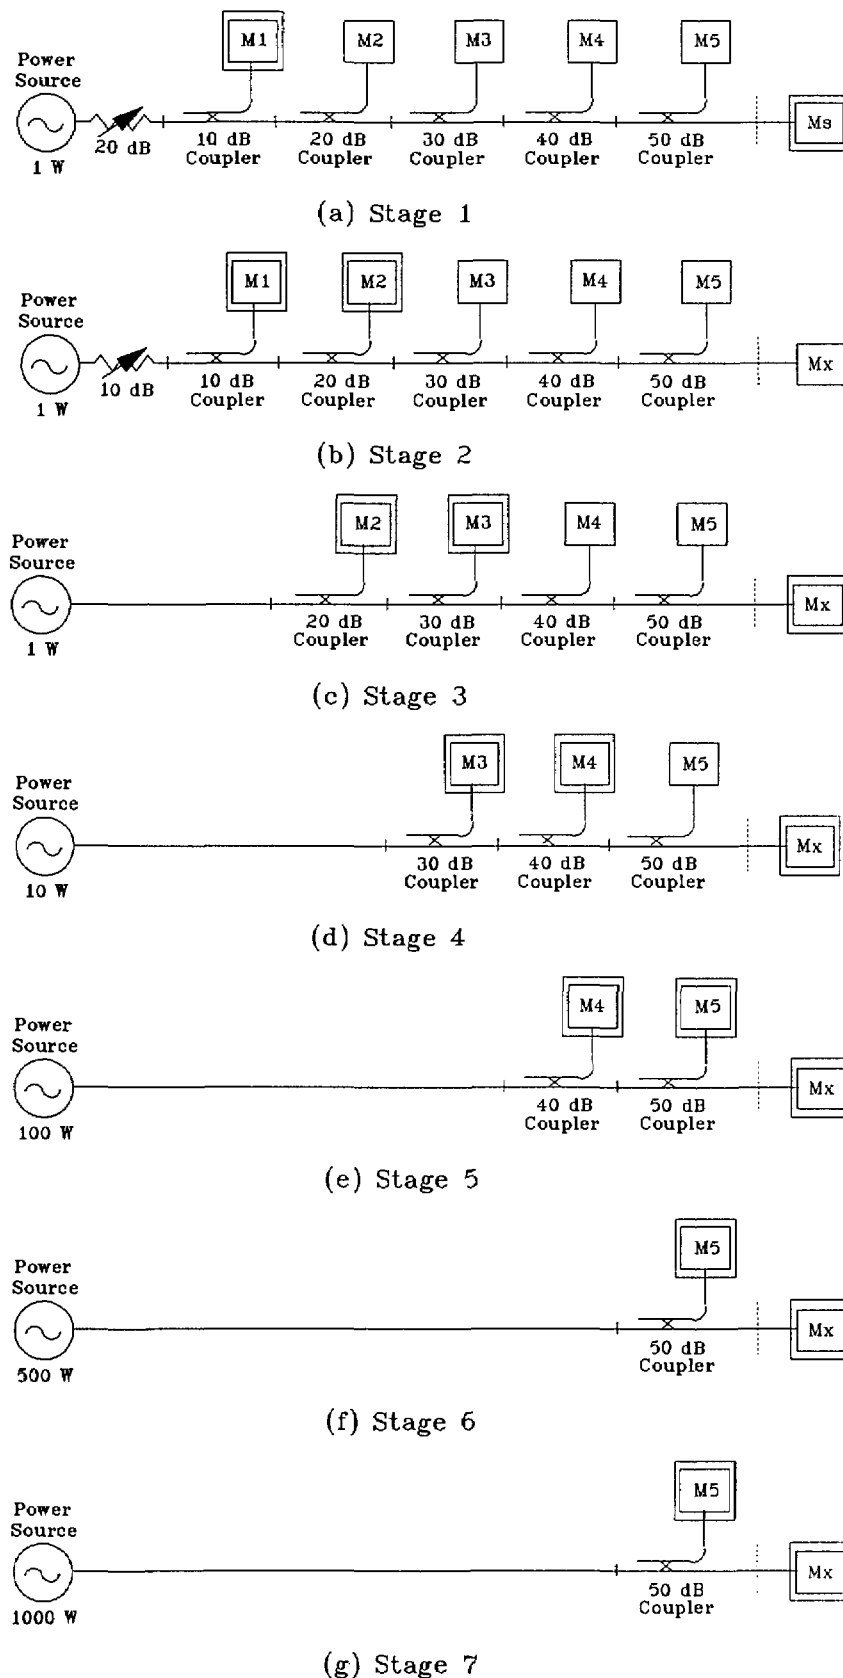 M1 M2 M3 M4 M5
Power
Source
Ms
20 dB
10 dB 20 dB 30 dB 40 dB 50 dB
1 W
Coupler Coupler Coupler Coupler Coupler
(a) Stage 1
M1 M2 M3 M4 M5
Power
Source
Mx
10 dB
10 dB 20 dB 30 dB 40 dB 50 dB
1 W
Coupler Coupler Coupler Coupler Coupler
(b) Stage 2
M2 M3 M4 M5
Power
Source
Mx
20 dB 30 dB 40 dB 50 dB
1 W
Coupler Coupler Coupler Coupler
(c) Stage 3
M3 M4 M5
Power
Source
Mx
30 dB 40 dB 50 dB
10 W
Coupler Coupler Coupler
(d) Stage 4
M4 M5
Power
Source
Mx
40 dB 50 dB
100 W
Coupler Coupler
(e) Stage 5
M5
Power
Source
Mx
50 dB
500 W
Coupler
(f) Stage 6
M5
Power
Source
Mx
50 dB
1000 W
Coupler
(g) Stage 7